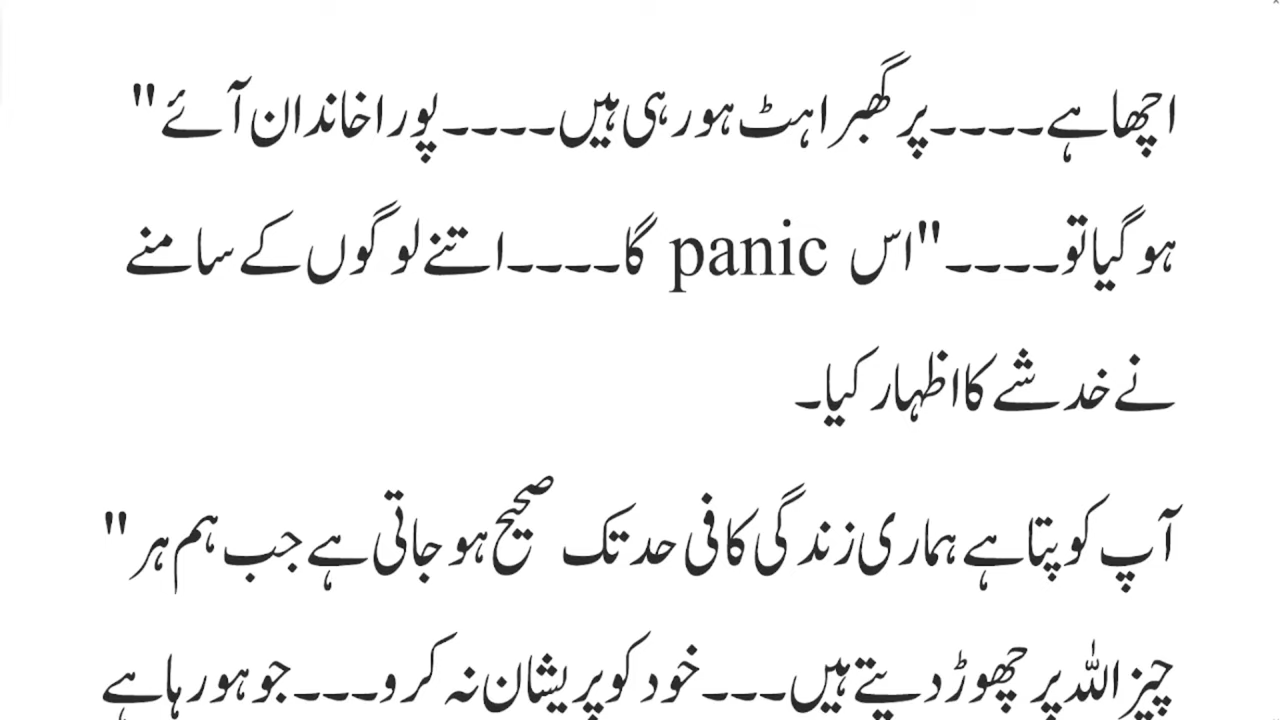 اچھا ہے۔۔۔۔پر گھبراہٹ ہو رہی ہیں۔۔۔۔پورا خاندان آئے "
ہو گیا تو۔۔۔۔"اس panic گا۔۔۔۔اتنے لوگوں کے سامنے
نے خدشے کا اظہار کیا۔
آپ کو پتا ہے ہماری زندگی کافی حد تک صحیح ہو جاتی ہے جب ہم ہر "
چیز اللہ پر چھوڑ دیتے ہیں۔۔۔خود کو پریشان نہ کرو۔۔۔جو ہو رہا ہے